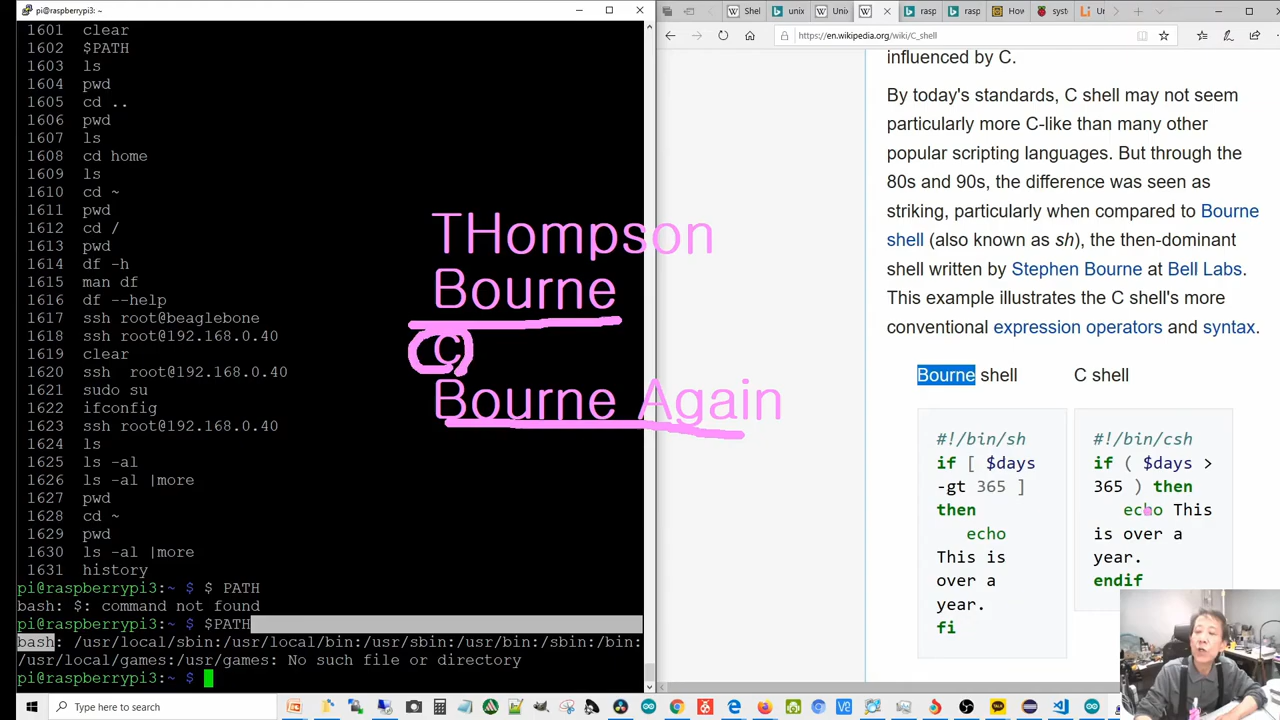 pi@raspberrypi3: ~
1601 clear
1602 $PATH
1603 ls
1604 pwd
1605 cd ..
1606 pwd
1607 ls
1608 cd home
1609 ls
1610 cd ~
1611 pwd
1612 cd /
1613 pwd
1614 df -h
1615 man df
1616 df --help
1617 ssh root@beaglebone
1618 ssh root@192.168.0.40
1619 clear
1620 ssh  root@192.168.0.40
1621 sudo su
1622 ifconfig
1623 ssh root@192.168.0.40
1624 ls
1625 ls -al
1626 ls -al |more
1627 pwd
1628 cd ~
1629 pwd
1630 ls -al |more
1631 history
pi@raspberrypi3:~ $ $ PATH
bash: $: command not found
pi@raspberrypi3:~ $ $PATH
bash: /usr/local/sbin:/usr/local/bin:/usr/sbin:/usr/bin:/sbin:/bin:
/usr/local/games:/usr/games: No such file or directory
pi@raspberrypi3:~ $
THompson
Bourne
C
Bourne Again
Shel unix Uni rasp rasp How syst Ur
https://en.wikipedia.org/wiki/C_shell
influenced by C.
By today's standards, C shell may not seem
particularly more C-like than many other
popular scripting languages. But through the
80s and 90s, the difference was seen as
striking, particularly when compared to Bourne
shell (also known as sh), the then-dominant
shell written by Stephen Bourne at Bell Labs.
This example illustrates the C shell's more
conventional expression operators and syntax.
Bourne shell
#!/bin/sh
if [ $days
-gt 365 ]
then
echo
This is
over a
year.
fi
C shell
#!/bin/csh
if ( $days >
365 ) then
echo This
is over a
year.
endif
Type here to search